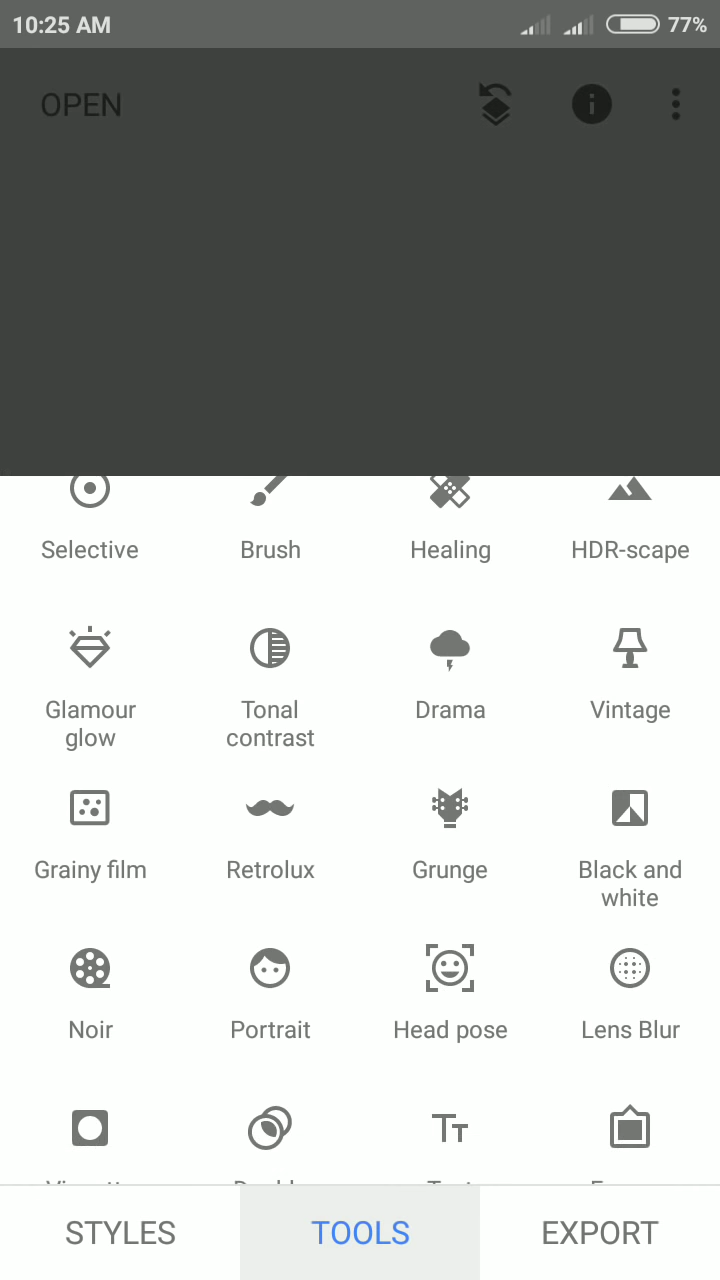 10:25 AM 77%
OPEN
Selective Brush Healing HDR-scape
Glamour glow Tonal contrast Drama Vintage
Grainy film Retrolux Grunge Black and white
Noir Portrait Head pose Lens Blur
STYLES TOOLS EXPORT